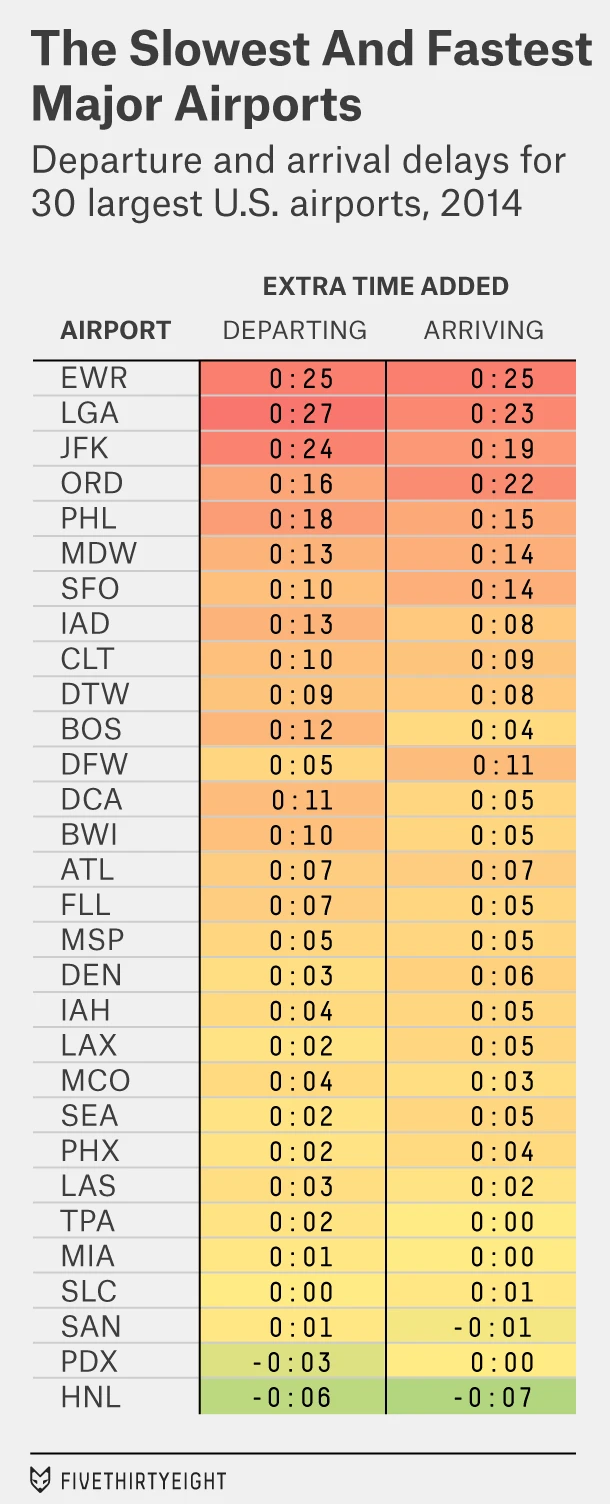 The Slowest And Fastest
Major Airports
Departure and arrival delays for
30 largest U.S. airports, 2014
EXTRA TIME ADDED
AIRPORT DEPARTING ARRIVING
EWR 0:25 0:25
LGA 0:27 0:23
JFK 0:24 0:19
ORD 0:16 0:22
PHL 0:18 0:15
MDW 0:13 0:14
SFO 0:10 0:14
IAD 0:13 0:08
CLT 0:10 0:09
DTW 0:09 0:08
BOS 0:12 0:04
DFW 0:05 0:11
DCA 0:11 0:05
BWI 0:10 0:05
ATL 0:07 0:07
FLL 0:07 0:05
MSP 0:05 0:05
DEN 0:03 0:06
IAH 0:04 0:05
LAX 0:02 0:05
MCO 0:04 0:03
SEA 0:02 0:05
PHX 0:02 0:04
LAS 0:03 0:02
TPA 0:02 0:00
MIA 0:01 0:00
SLC 0:00 0:01
SAN 0:01 -0:01
PDX -0:03 0:00
HNL -0:06 -0:07
FIVETHIRTYEIGHT